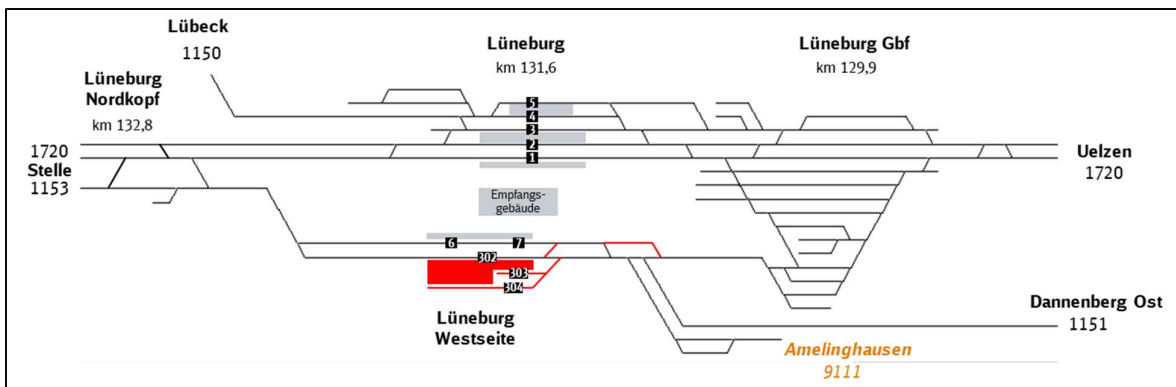 Lübeck
1150
Lüneburg
km 131,6
Lüneburg Gbf
km 129,9
Lüneburg
Nordkopf
km 132,8
5
4
3
2
1
1720
Stelle
1153
Uelzen
1720
Empfangs-
gebäude
6 7
302
303
304
Lüneburg
Westseite
Dannenberg Ost
1151
Amelinghausen
9111